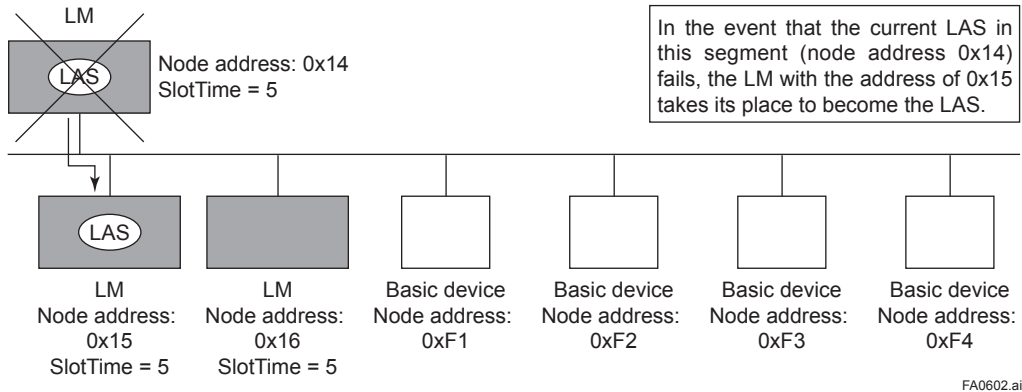 LM
LAS
Node address: 0x14
SlotTime = 5
In the event that the current LAS in
this segment (node address 0x14)
fails, the LM with the address of 0x15
takes its place to become the LAS.
LAS
LM
Node address:
0x15
SlotTime = 5
LM
Node address:
0x16
SlotTime = 5
Basic device
Node address:
0xF1
Basic device
Node address:
0xF2
Basic device
Node address:
0xF3
Basic device
Node address:
0xF4
FA0602.ai